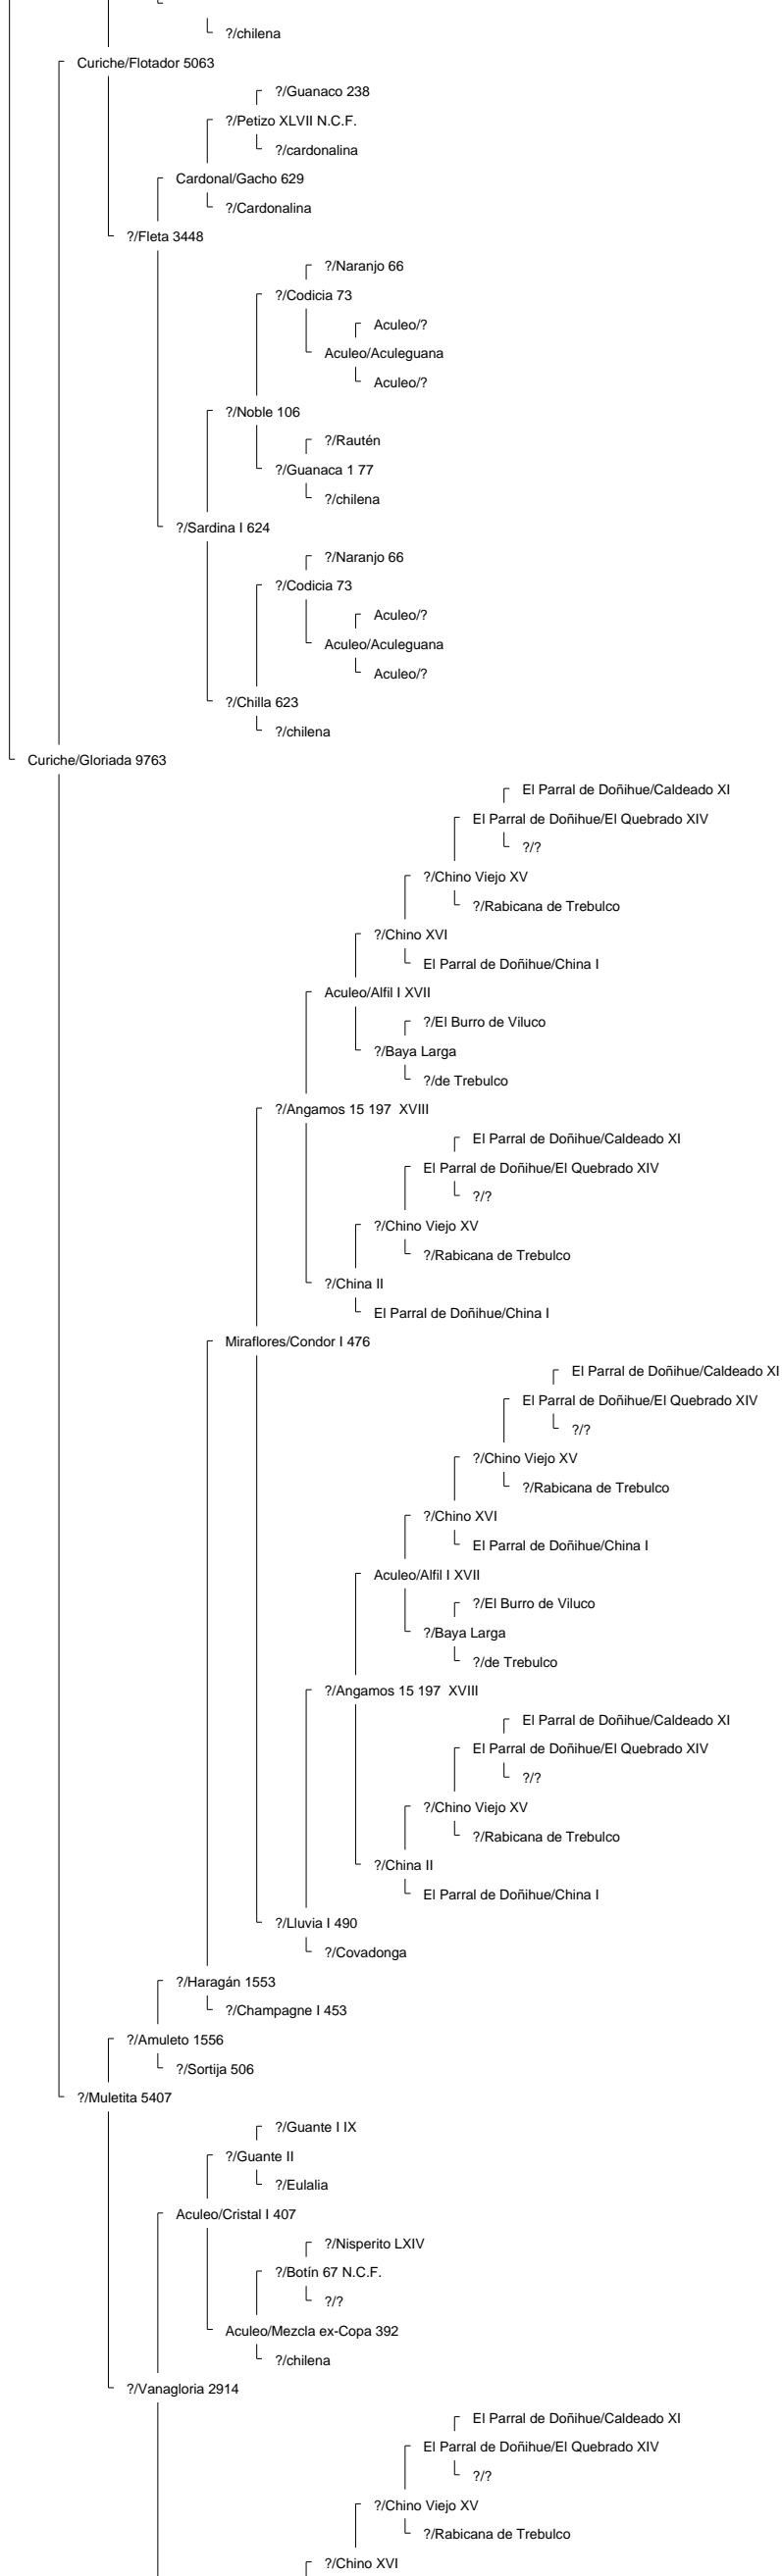 ?/chilena
Curiche/Flotador 5063
?/Guanaco 238
?/Petizo XLVII N.C.F.
?/cardonalina
Cardonal/Gacho 629
?/Cardonalina
?/Fleta 3448
?/Naranjo 66
?/Codicia 73
Aculeo/?
Aculeo/Aculeguana
Aculeo/?
?/Noble 106
?/Rautén
?/Guanaca 1 77
?/chilena
?/Sardina I 624
?/Naranjo 66
?/Codicia 73
Aculeo/?
Aculeo/Aculeguana
Aculeo/?
?/Chilla 623
?/chilena
Curiche/Gloriada 9763
El Parral de Doñihue/Caldeado XI
El Parral de Doñihue/El Quebrado XIV
?/?
?/Chino Viejo XV
?/Rabicana de Trebulco
?/Chino XVI
El Parral de Doñihue/China I
Aculeo/Alfil I XVII
?/El Burro de Viluco
?/Baya Larga
?/de Trebulco
?/Angamos 15 197  XVIII
El Parral de Doñihue/Caldeado XI
El Parral de Doñihue/El Quebrado XIV
?/?
?/Chino Viejo XV
?/Rabicana de Trebulco
?/China II
El Parral de Doñihue/China I
Miraflores/Condor I 476
El Parral de Doñihue/Caldeado XI
El Parral de Doñihue/El Quebrado XIV
?/?
?/Chino Viejo XV
?/Rabicana de Trebulco
?/Chino XVI
El Parral de Doñihue/China I
Aculeo/Alfil I XVII
?/El Burro de Viluco
?/Baya Larga
?/de Trebulco
?/Angamos 15 197  XVIII
El Parral de Doñihue/Caldeado XI
El Parral de Doñihue/El Quebrado XIV
?/?
?/Chino Viejo XV
?/Rabicana de Trebulco
?/China II
El Parral de Doñihue/China I
?/Lluvia I 490
?/Covadonga
?/Haragán 1553
?/Champagne I 453
?/Amuleto 1556
?/Sortija 506
?/Muletita 5407
?/Guante I IX
?/Guante II
?/Eulalia
Aculeo/Cristal I 407
?/Nisperito LXIV
?/Botín 67 N.C.F.
?/?
Aculeo/Mezcla ex-Copa 392
?/chilena
?/Vanagloria 2914
El Parral de Doñihue/Caldeado XI
El Parral de Doñihue/El Quebrado XIV
?/?
?/Chino Viejo XV
?/Rabicana de Trebulco
?/Chino XVI